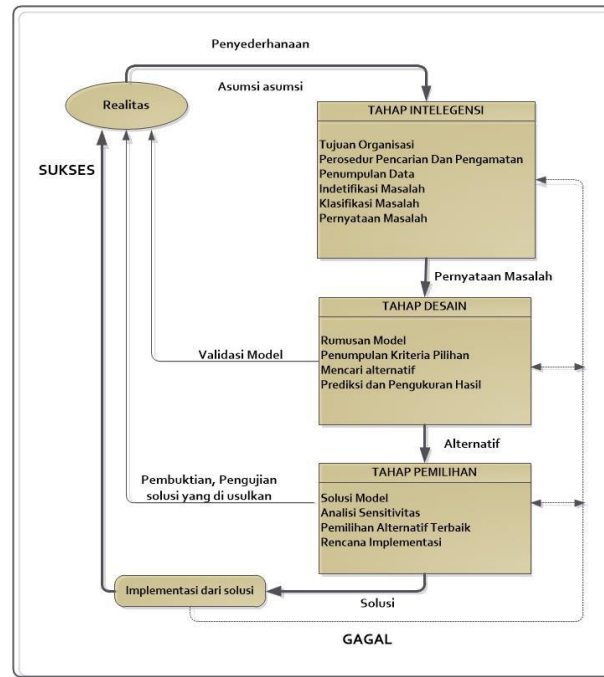 Penyederhanaan
Asumsi asumsi
Realitas
SUKSES
TAHAP INTELEGENSI
Tujuan Organisasi
Perosedur Pencarian Dan Pengamatan
Penumpulan Data
Indetifikasi Masalah
Klasifikasi Masalah
Pernyataan Masalah
Pernyataan Masalah
TAHAP DESAIN
Rumusan Model
Penumpulan Kriteria Pilihan
Mencari alternatif
Prediksi dan Pengukuran Hasil
Validasi Model
Alternatif
TAHAP PEMILIHAN
Solusi Model
Analisi Sensitivitas
Pemilihan Alternatif Terbaik
Rencana Implementasi
Pembuktian, Pengujian
solusi yang di usulkan
Implementasi dari solusi
Solusi
GAGAL